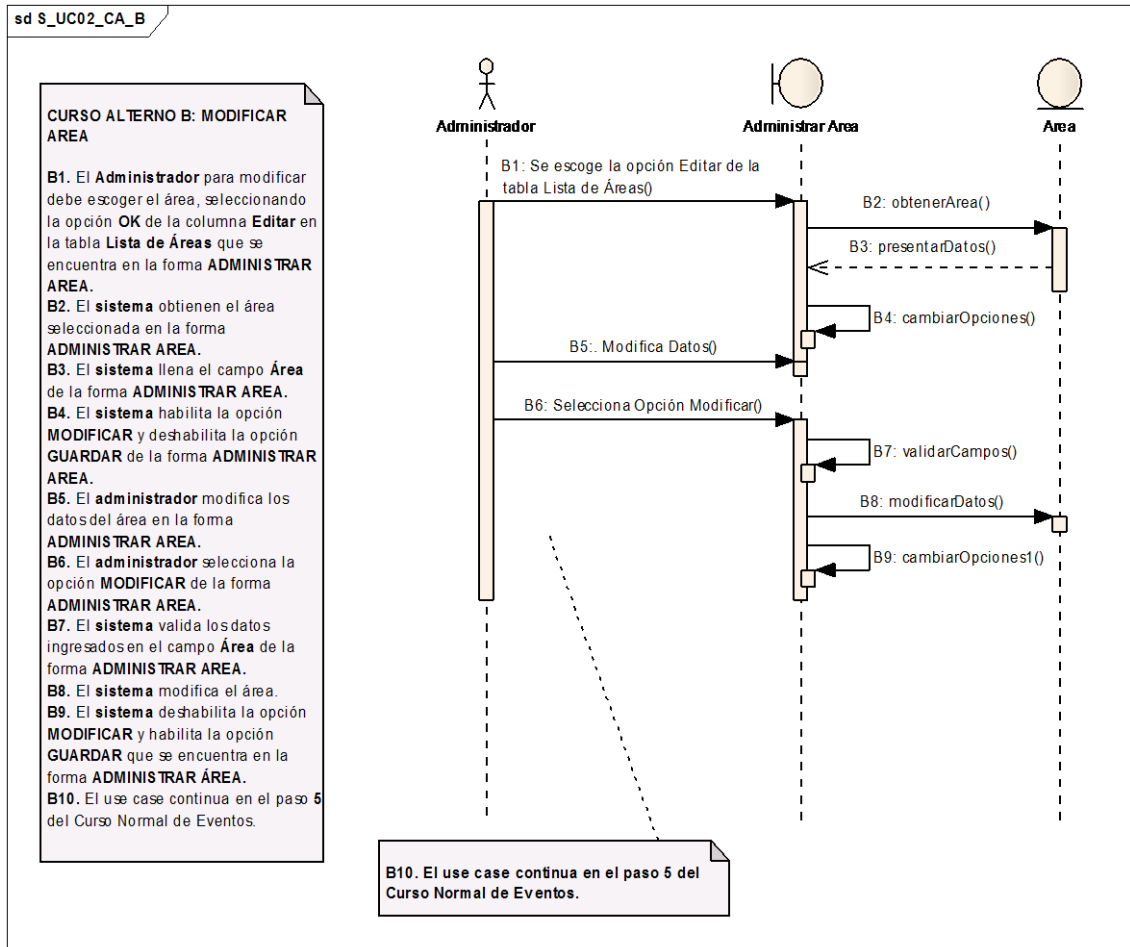 sd S_UC02_CA_B
CURSO ALTERNO B: MODIFICAR
AREA
B1. El Administrador para modificar
debe escoger el área, seleccionando
la opción OK de la columna Editar en
la tabla Lista de Áreas que se
encuentra en la forma ADMINISTRAR
AREA.
B2. El sistema obtienen el área
seleccionada en la forma
ADMINISTRAR AREA.
B3. El sistema llena el campo Área
de la forma ADMINISTRAR AREA.
B4. El sistema habilita la opción
MODIFICAR y deshabilita la opción
GUARDAR de la forma ADMINISTRAR
AREA.
B5. El administrador modifica los
datos del área en la forma
ADMINISTRAR AREA.
B6. El administrador selecciona la
opción MODIFICAR de la forma
ADMINISTRAR AREA.
B7. El sistema valida los datos
ingresados en el campo Área de la
forma ADMINISTRAR AREA.
B8. El sistema modifica el área.
B9. El sistema deshabilita la opción
MODIFICAR y habilita la opción
GUARDAR que se encuentra en la
forma ADMINISTRAR ÁREA.
B10. El use case continua en el paso 5
del Curso Normal de Eventos.
Administrador
Administrar Area
Area
B1: Se escoge la opción Editar de la
tabla Lista de Áreas()
B2: obtenerArea()
B3: presentarDatos()
B4: cambiarOpciones()
B5:. Modifica Datos()
B6: Selecciona Opción Modificar()
B7: validarCampos()
B8: modificarDatos()
B9: cambiarOpciones1()
B10. El use case continua en el paso 5 del
Curso Normal de Eventos.